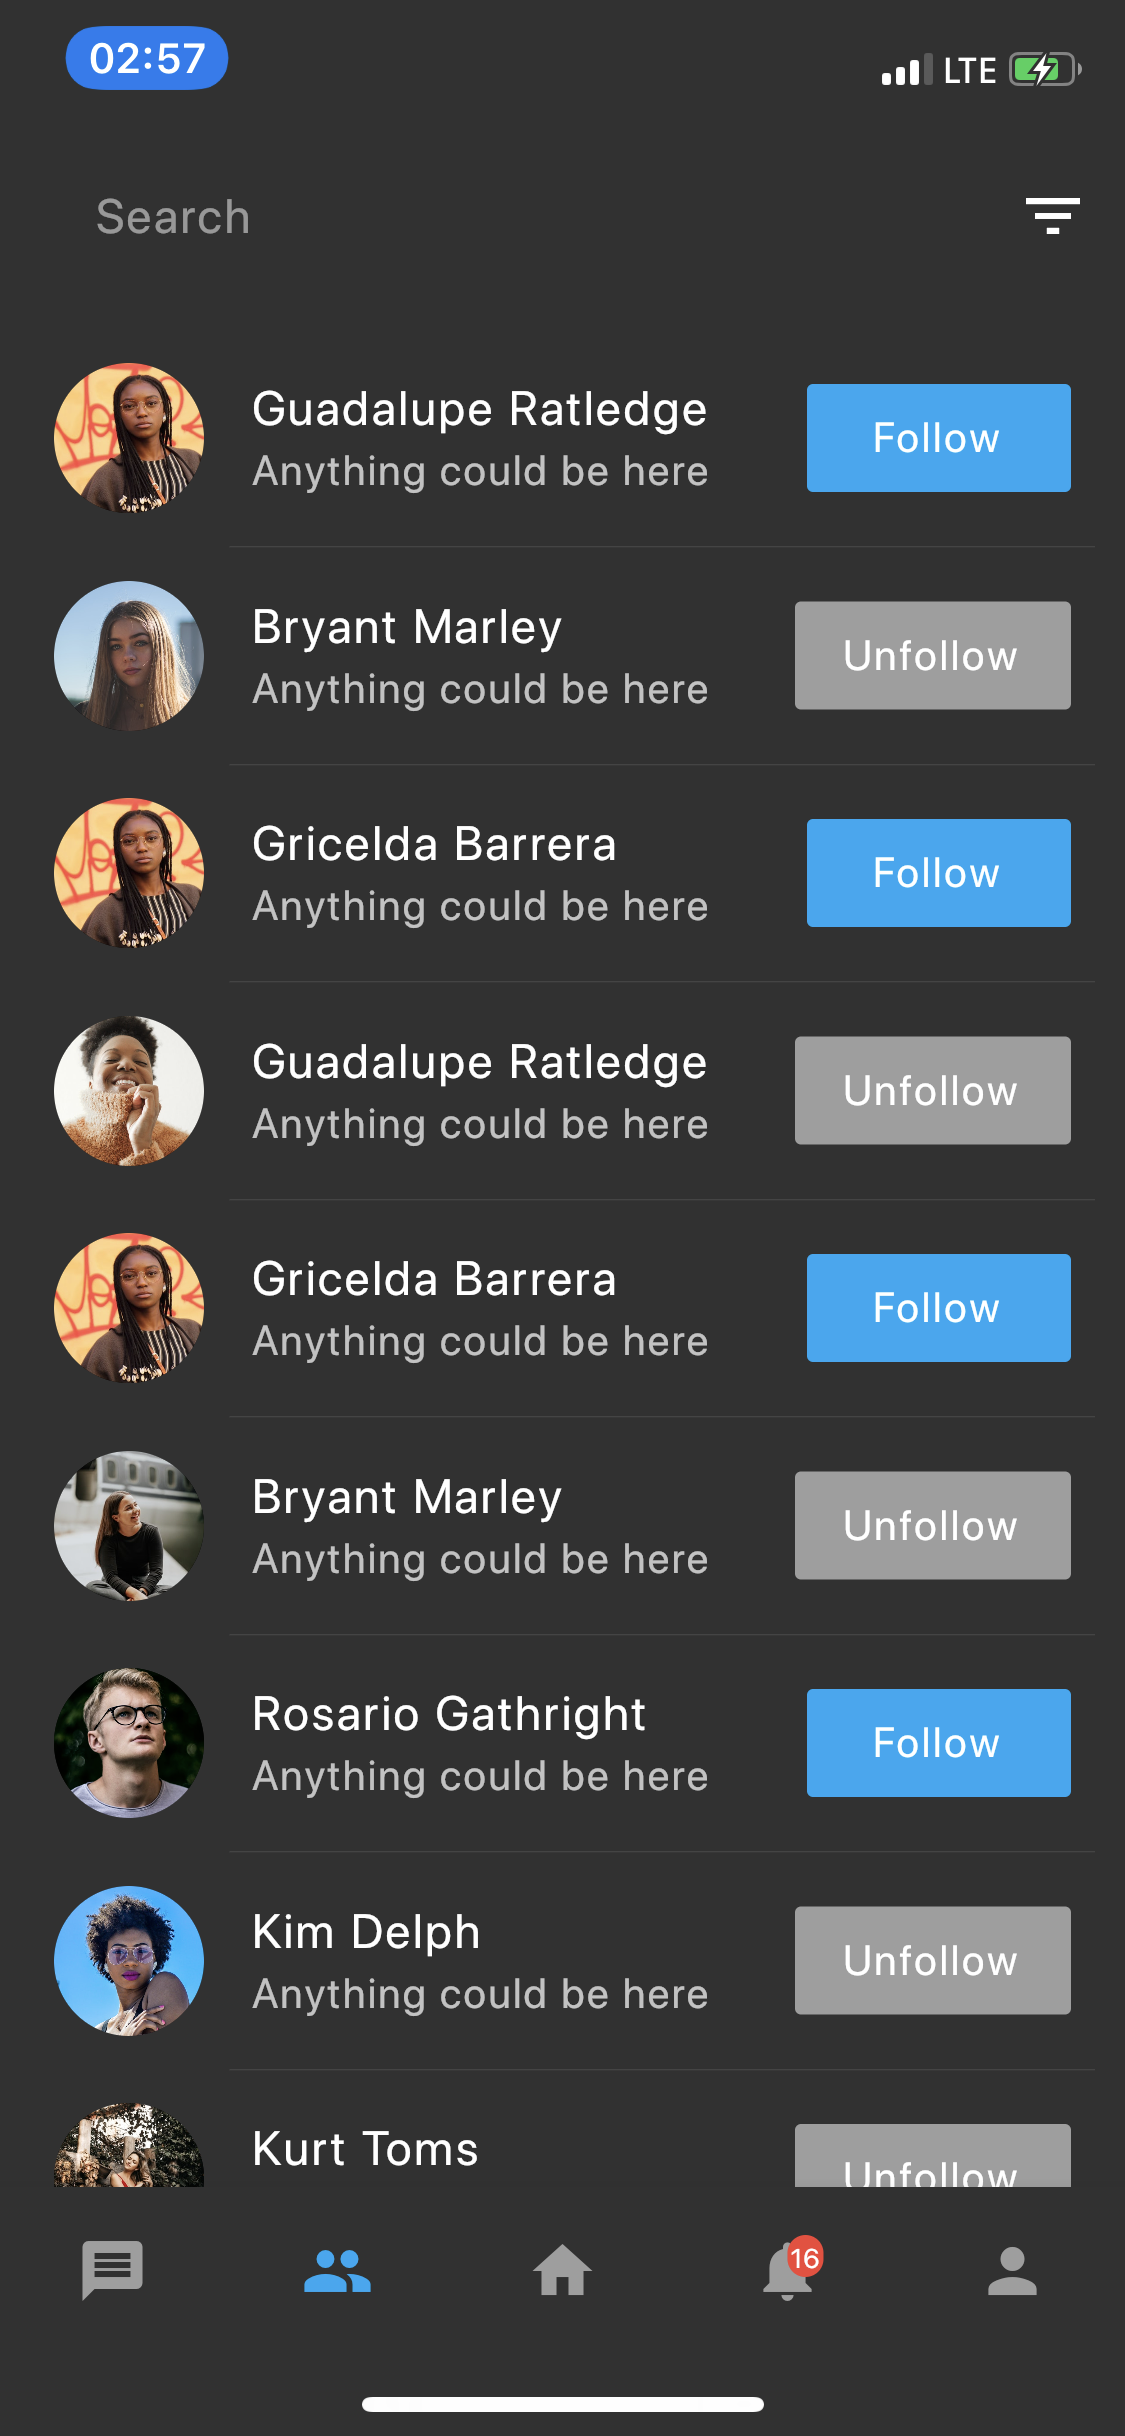 02:57
LTE
Search
Guadalupe Ratledge
Anything could be here
Follow
Bryant Marley
Anything could be here
Unfollow
Gricelda Barrera
Anything could be here
Follow
Guadalupe Ratledge
Anything could be here
Unfollow
Gricelda Barrera
Anything could be here
Follow
Bryant Marley
Anything could be here
Unfollow
Rosario Gathright
Anything could be here
Follow
Kim Delph
Anything could be here
Unfollow
Kurt Toms
Unfollow
16